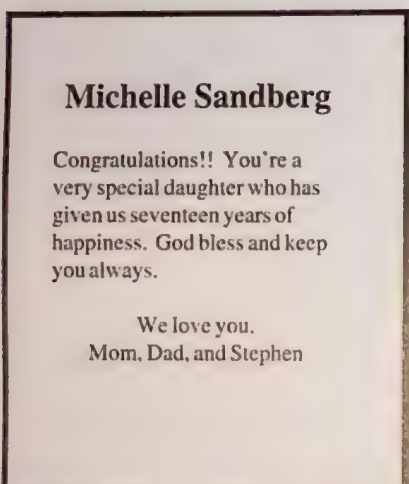 Michelle Sandberg
Congratulations!! You're a
very special daughter who has
given us seventeen years of
happiness. God bless and keep
you always.
We love you,
Mom, Dad, and Stephen